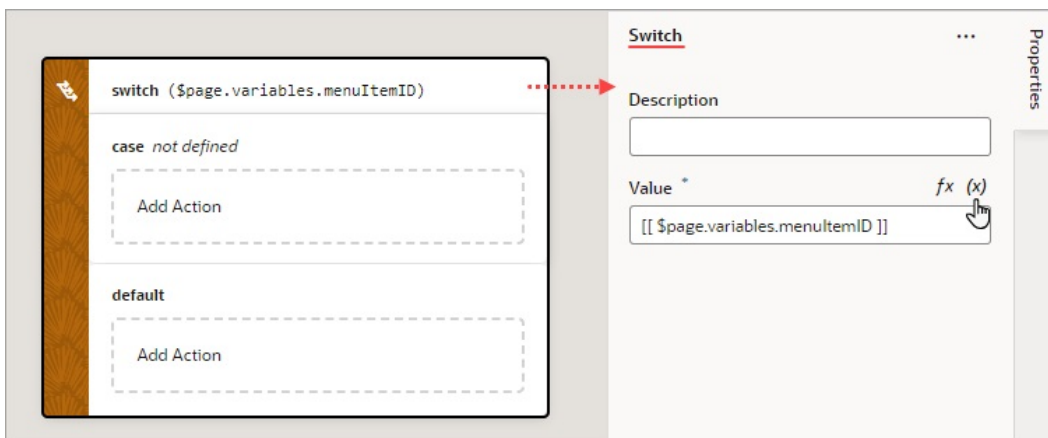 switch ($page.variables.menuItemID)
case not defined
Add Action
default
Add Action
Switch
...
Description
Value *
fx (x)
[[ $page.variables.menuItemID ]]
Properties